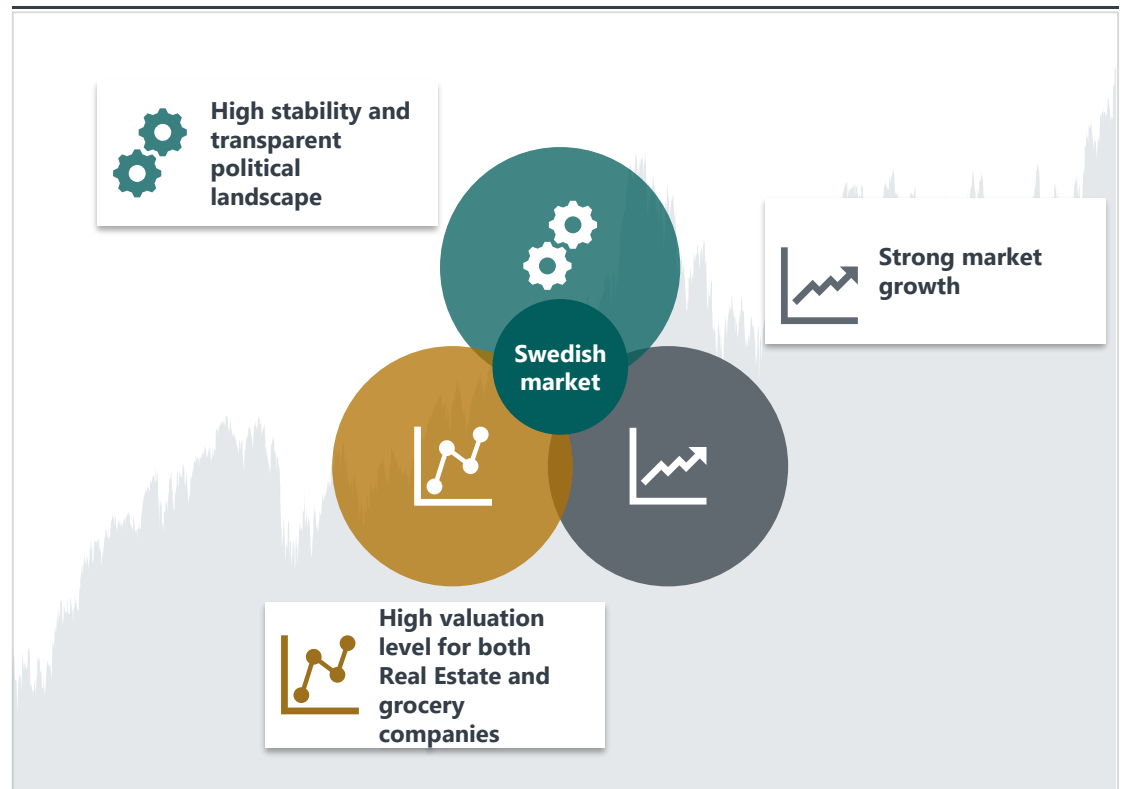 High stability and
transparent
political
landscape
Strong market
growth
Swedish
market
High valuation
level for both
Real Estate and
grocery
companies